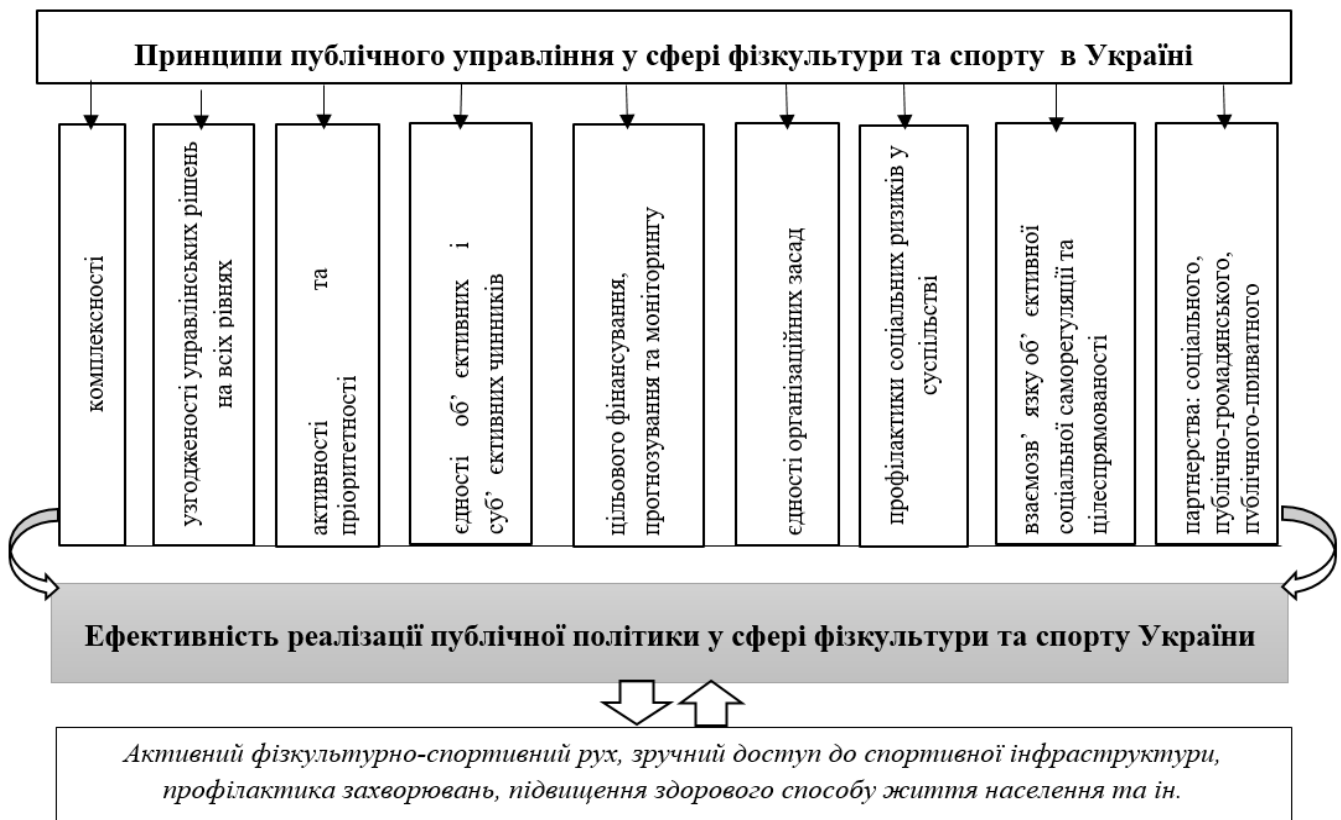 Принципи публічного управління у сфері фізкультури та спорту в Україні
комплексності
узгодженості управлінських рішень
на всіх рівнях
активності та
пріоритетності
єдності об’ єктивних і
суб’ єктивних чинників
цільового фінансування,
прогнозування та моніторингу
єдності організаційних засад
профілактики соціальних ризиків у
суспільстві
взаємозв’ язку об’ єктивної
соціальної саморегуляції та
цілеспрямованості
партнерства: соціального,
публічно-громадянського,
публічного-приватного
Ефективність реалізації публічної політики у сфері фізкультури та спорту України
Активний фізкультурно-спортивний рух, зручний доступ до спортивної інфраструктури,
профілактика захворювань, підвищення здорового способу життя населення та ін.